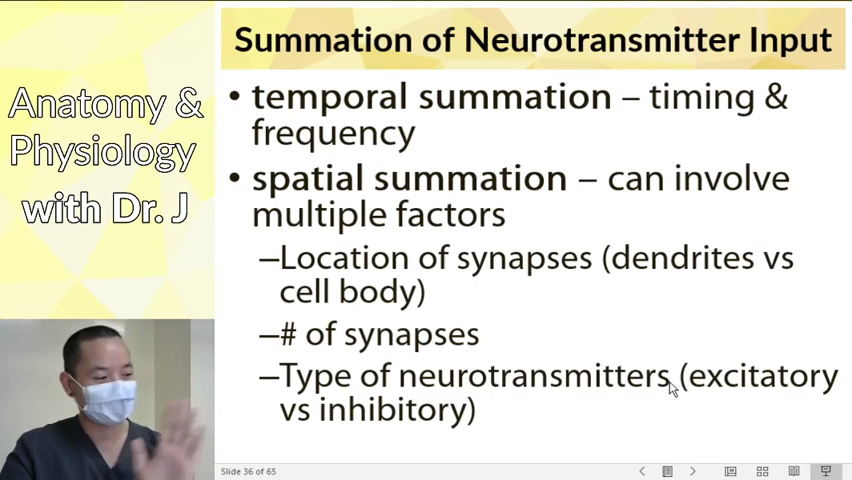 Anatomy &
Physiology
with Dr. J
Summation of Neurotransmitter Input
• temporal summation – timing &
frequency
• spatial summation – can involve
multiple factors
–Location of synapses (dendrites vs
cell body)
–# of synapses
–Type of neurotransmitters (excitatory
vs inhibitory)
Slide 36 of 65